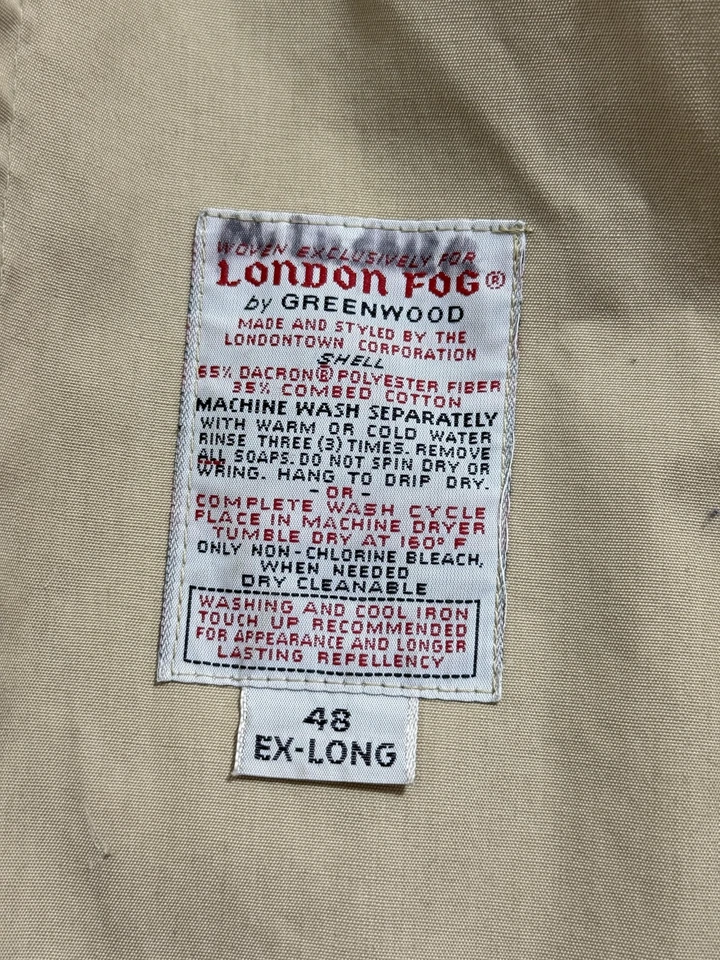 WOVEN EXCLUSIVELY FOR
LONDON FOG®
by GREENWOOD
MADE AND STYLED BY THE
LONDONTOWN CORPORATION
SHELL
65% DACRON® POLYESTER FIBER
35% COMBED COTTON
MACHINE WASH SEPARATELY
WITH WARM OR COLD WATER
RINSE THREE (3) TIMES. REMOVE
ALL SOAPS. DO NOT SPIN DRY OR
WRING. HANG TO DRIP DRY.
- OR -
COMPLETE WASH CYCLE
PLACE IN MACHINE DRYER
TUMBLE DRY AT 160° F
ONLY NON-CHLORINE BLEACH,
WHEN NEEDED
DRY CLEANABLE
WASHING AND COOL IRON
TOUCH UP RECOMMENDED
FOR APPEARANCE AND LONGER
LASTING REPELLENCY
48
EX-LONG